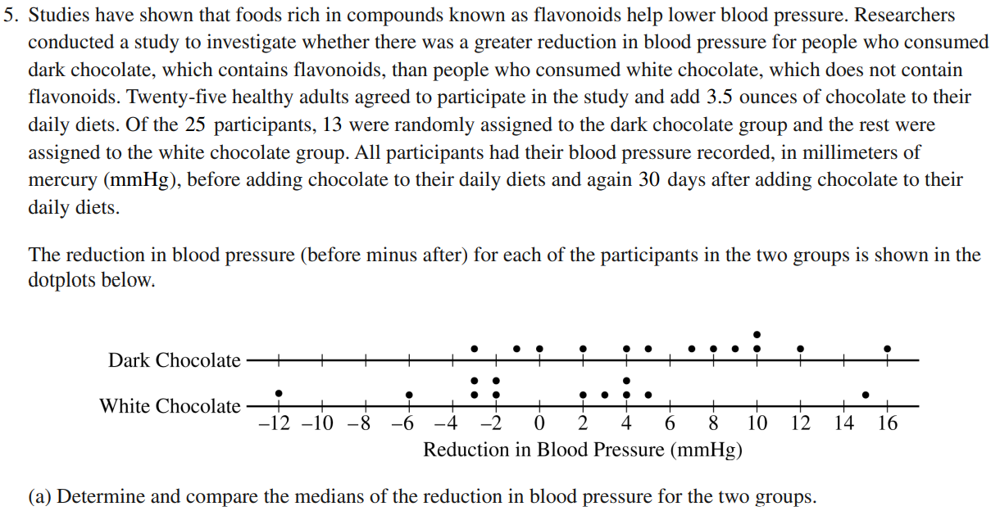 5. Studies have shown that foods rich in compounds known as flavonoids help lower blood pressure. Researchers
conducted a study to investigate whether there was a greater reduction in blood pressure for people who consumed
dark chocolate, which contains flavonoids, than people who consumed white chocolate, which does not contain
flavonoids. Twenty-five healthy adults agreed to participate in the study and add 3.5 ounces of chocolate to their
daily diets. Of the 25 participants, 13 were randomly assigned to the dark chocolate group and the rest were
assigned to the white chocolate group. All participants had their blood pressure recorded, in millimeters of
mercury (mmHg), before adding chocolate to their daily diets and again 30 days after adding chocolate to their
daily diets.
The reduction in blood pressure (before minus after) for each of the participants in the two groups is shown in the
dotplots below.
Dark Chocolate
White Chocolate
−12 −10 −8 −6 −4 −2 0 2 4 6 8 10 12 14 16
Reduction in Blood Pressure (mmHg)
(a) Determine and compare the medians of the reduction in blood pressure for the two groups.